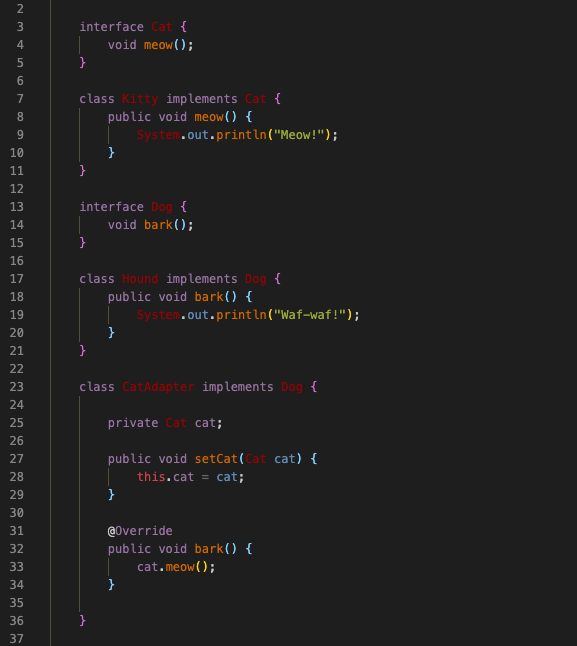 2
3 interface Cat {
4 void meow();
5 }
6
7 class Kitty implements Cat {
8 public void meow() {
9 System.out.println("Meow!");
10 }
11 }
12
13 interface Dog {
14 void bark();
15 }
16
17 class Hound implements Dog {
18 public void bark() {
19 System.out.println("Waf-waf!");
20 }
21 }
22
23 class CatAdapter implements Dog {
24
25 private Cat cat;
26
27 public void setCat(Cat cat) {
28 this.cat = cat;
29 }
30
31 @Override
32 public void bark() {
33 cat.meow();
34 }
35
36 }
37